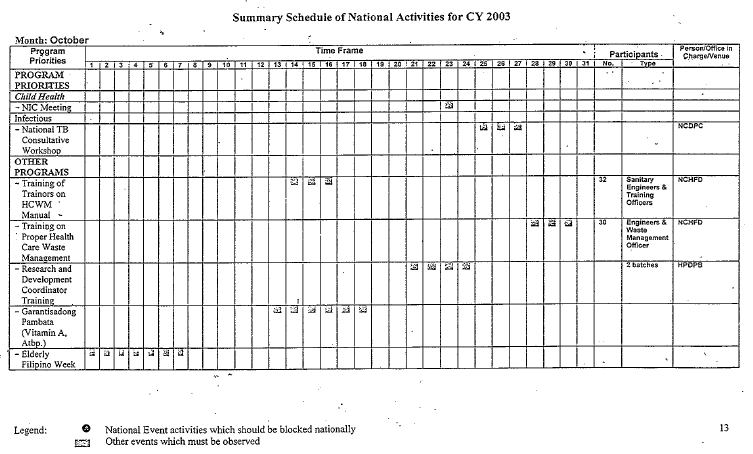 Summary Schedule of National Activities for CY 2003
Month: October
Program Priorities Time Frame Participants Person/Office in Charge/Venue
1 2 3 4 5 6 7 8 9 10 11 12 13 14 15 16 17 18 19 20 21 22 23 24 25 26 27 28 29 30 31 No. Type
PROGRAM
PRIORITIES
Child Health
- NIC Meeting
Infectious
- National TB NCDPC
Consultative
Workshop
OTHER
PROGRAMS
- Training of 32 Sanitary NCHFD
Trainors on Engineers &
HCWM Training
Manual Officers
- Training on 30 Engineers & NCHFD
Proper Health Waste
Care Waste Management
Management Officer
- Research and 2 batches HPDPB
Development
Coordinator
Training
- Garantisadong
Pambata
(Vitamin A,
Atbp.)
- Elderly
Filipino Week
Legend: National Event activities which should be blocked nationally 13
Other events which must be observed